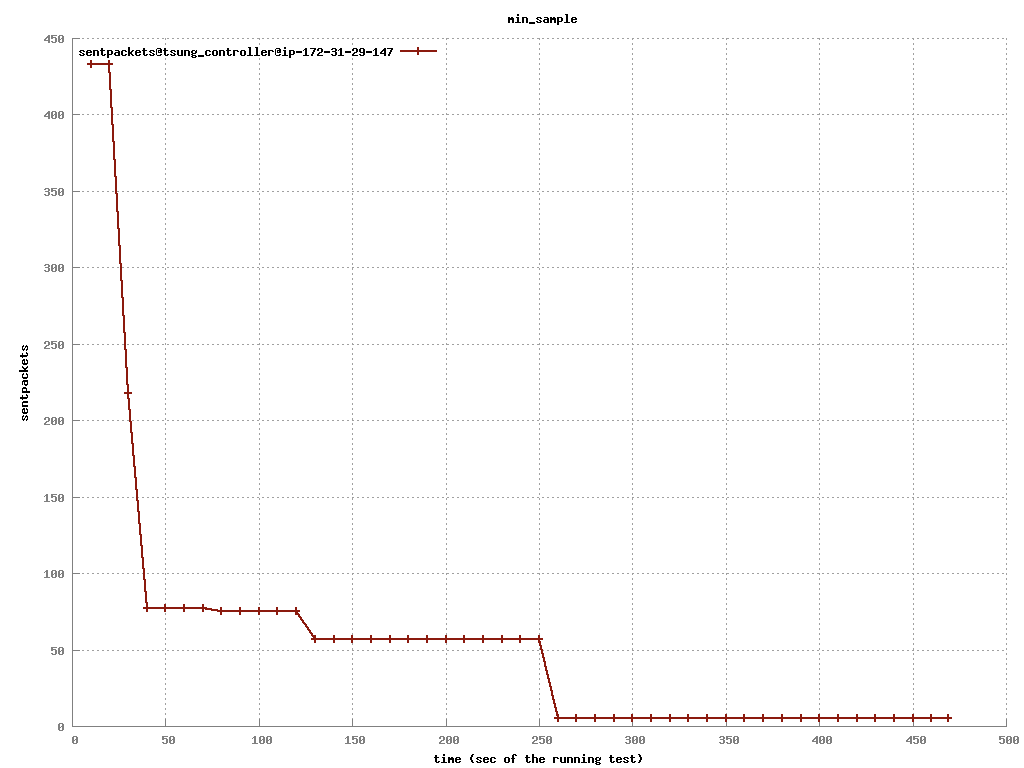 min_sample
sentpackets@tsung_controller@ip-172-31-29-147
450
400
350
300
250
200
150
100
50
0
sentpackets
0 50 100 150 200 250 300 350 400 450 500
time (sec of the running test)